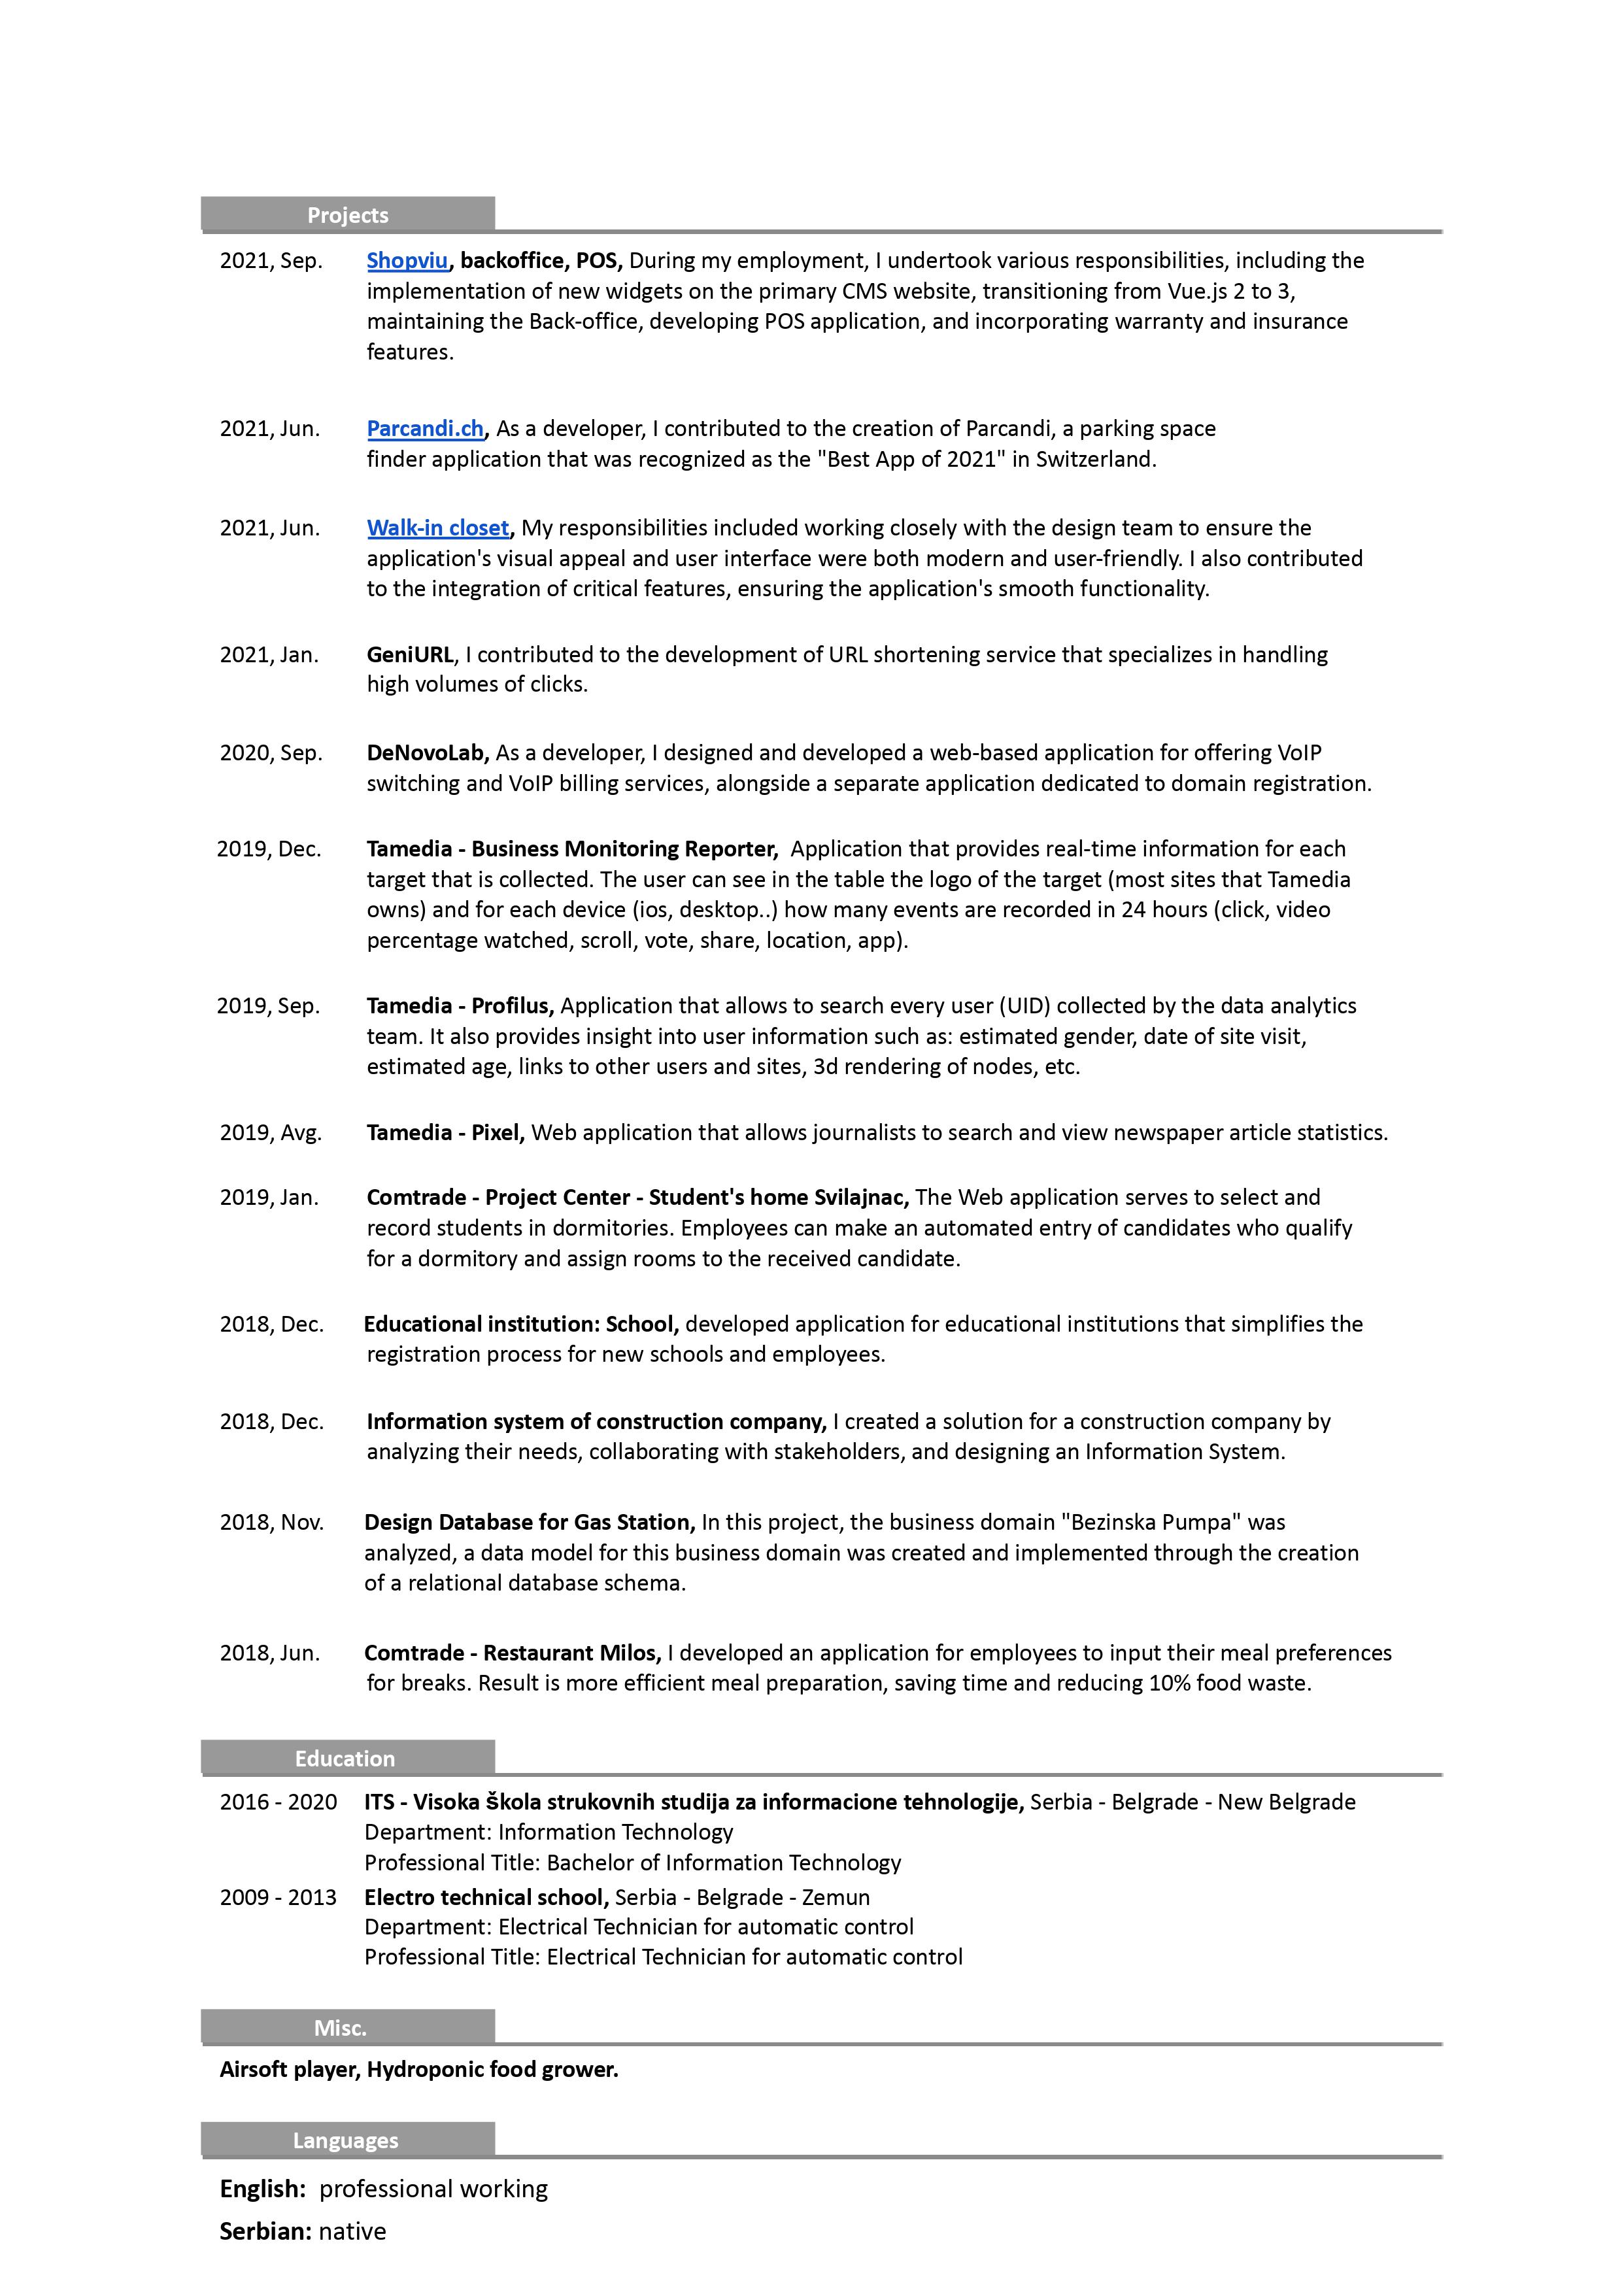 Projects
2021, Sep. Shopviu, backoffice, POS, During my employment, I undertook various responsibilities, including the
implementation of new widgets on the primary CMS website, transitioning from Vue.js 2 to 3,
maintaining the Back-office, developing POS application, and incorporating warranty and insurance
features.
2021, Jun. Parcandi.ch, As a developer, I contributed to the creation of Parcandi, a parking space
finder application that was recognized as the "Best App of 2021" in Switzerland.
2021, Jun. Walk-in closet, My responsibilities included working closely with the design team to ensure the
application's visual appeal and user interface were both modern and user-friendly. I also contributed
to the integration of critical features, ensuring the application's smooth functionality.
2021, Jan. GeniURL, I contributed to the development of URL shortening service that specializes in handling
high volumes of clicks.
2020, Sep. DeNovoLab, As a developer, I designed and developed a web-based application for offering VoIP
switching and VoIP billing services, alongside a separate application dedicated to domain registration.
2019, Dec. Tamedia - Business Monitoring Reporter, Application that provides real-time information for each
target that is collected. The user can see in the table the logo of the target (most sites that Tamedia
owns) and for each device (ios, desktop..) how many events are recorded in 24 hours (click, video
percentage watched, scroll, vote, share, location, app).
2019, Sep. Tamedia - Profilus, Application that allows to search every user (UID) collected by the data analytics
team. It also provides insight into user information such as: estimated gender, date of site visit,
estimated age, links to other users and sites, 3d rendering of nodes, etc.
2019, Avg. Tamedia - Pixel, Web application that allows journalists to search and view newspaper article statistics.
2019, Jan. Comtrade - Project Center - Student's home Svilajnac, The Web application serves to select and
record students in dormitories. Employees can make an automated entry of candidates who qualify
for a dormitory and assign rooms to the received candidate.
2018, Dec. Educational institution: School, developed application for educational institutions that simplifies the
registration process for new schools and employees.
2018, Dec. Information system of construction company, I created a solution for a construction company by
analyzing their needs, collaborating with stakeholders, and designing an Information System.
2018, Nov. Design Database for Gas Station, In this project, the business domain "Bezinska Pumpa" was
analyzed, a data model for this business domain was created and implemented through the creation
of a relational database schema.
2018, Jun. Comtrade - Restaurant Milos, I developed an application for employees to input their meal preferences
for breaks. Result is more efficient meal preparation, saving time and reducing 10% food waste.
Education
2016 - 2020 ITS - Visoka škola strukovnih studija za informacione tehnologije, Serbia - Belgrade - New Belgrade
Department: Information Technology
Professional Title: Bachelor of Information Technology
2009 - 2013 Electro technical school, Serbia - Belgrade - Zemun
Department: Electrical Technician for automatic control
Professional Title: Electrical Technician for automatic control
Misc.
Airsoft player, Hydroponic food grower.
Languages
English: professional working
Serbian: native